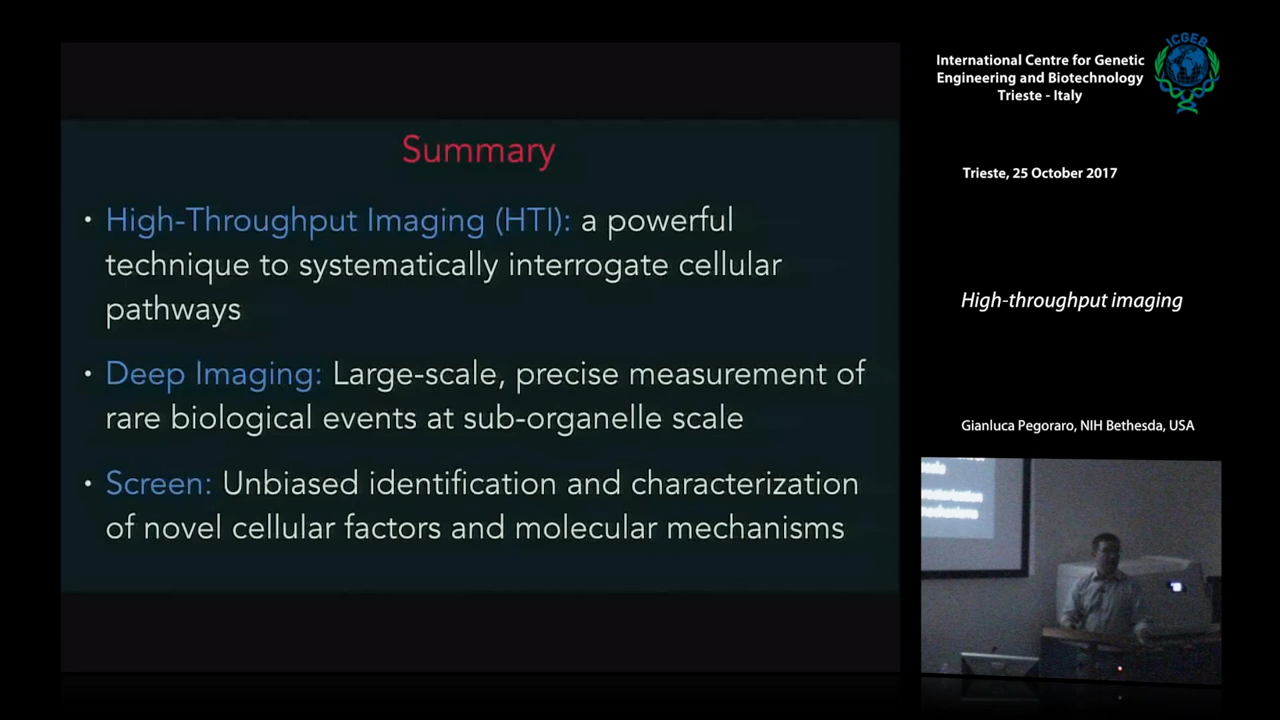 Summary
• High-Throughput Imaging (HTI): a powerful
technique to systematically interrogate cellular
pathways
• Deep Imaging: Large-scale, precise measurement of
rare biological events at sub-organelle scale
• Screen: Unbiased identification and characterization
of novel cellular factors and molecular mechanisms
International Centre for Genetic
Engineering and Biotechnology
Trieste - Italy
ICGEB
Trieste, 25 October 2017
High-throughput imaging
Gianluca Pegoraro, NIH Bethesda, USA